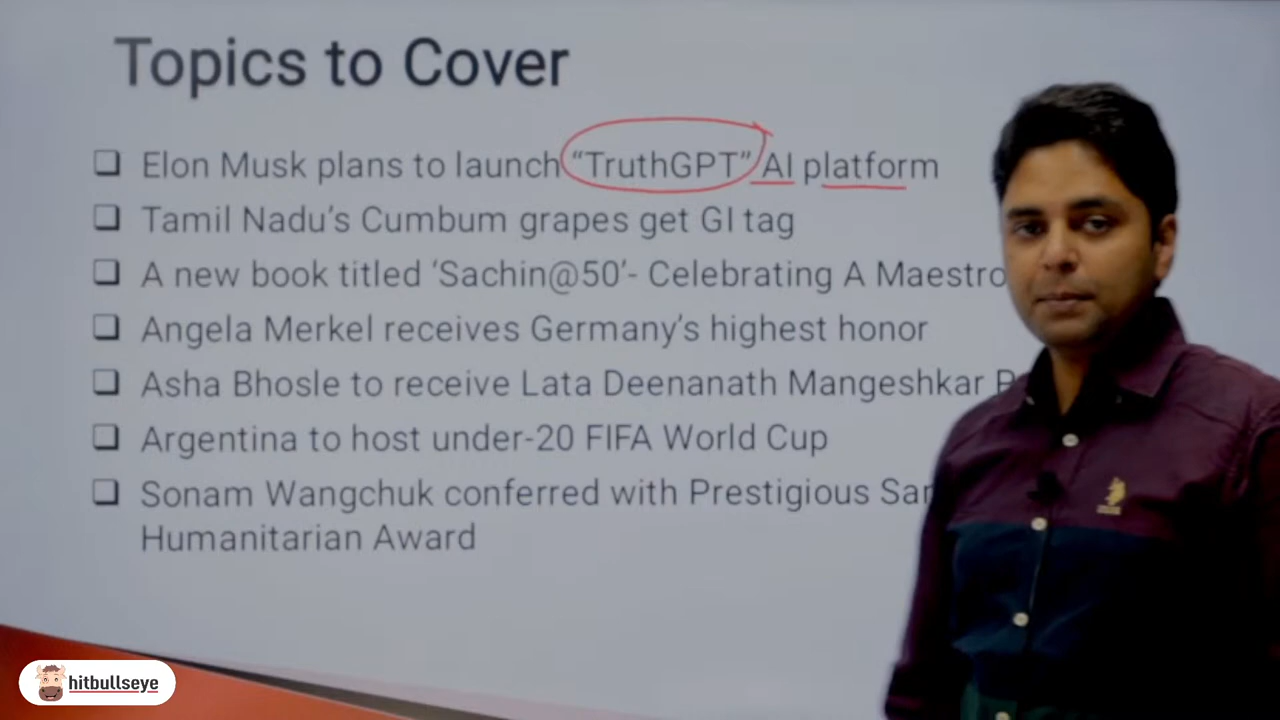 Topics to Cover
❑ Elon Musk plans to launch “TruthGPT” AI platform
❑ Tamil Nadu’s Cumbum grapes get GI tag
❑ A new book titled ‘Sachin@50’- Celebrating A Maestro
❑ Angela Merkel receives Germany’s highest honor
❑ Asha Bhosle to receive Lata Deenanath Mangeshkar
❑ Argentina to host under-20 FIFA World Cup
❑ Sonam Wangchuk conferred with Prestigious
Humanitarian Award
hitbullseye